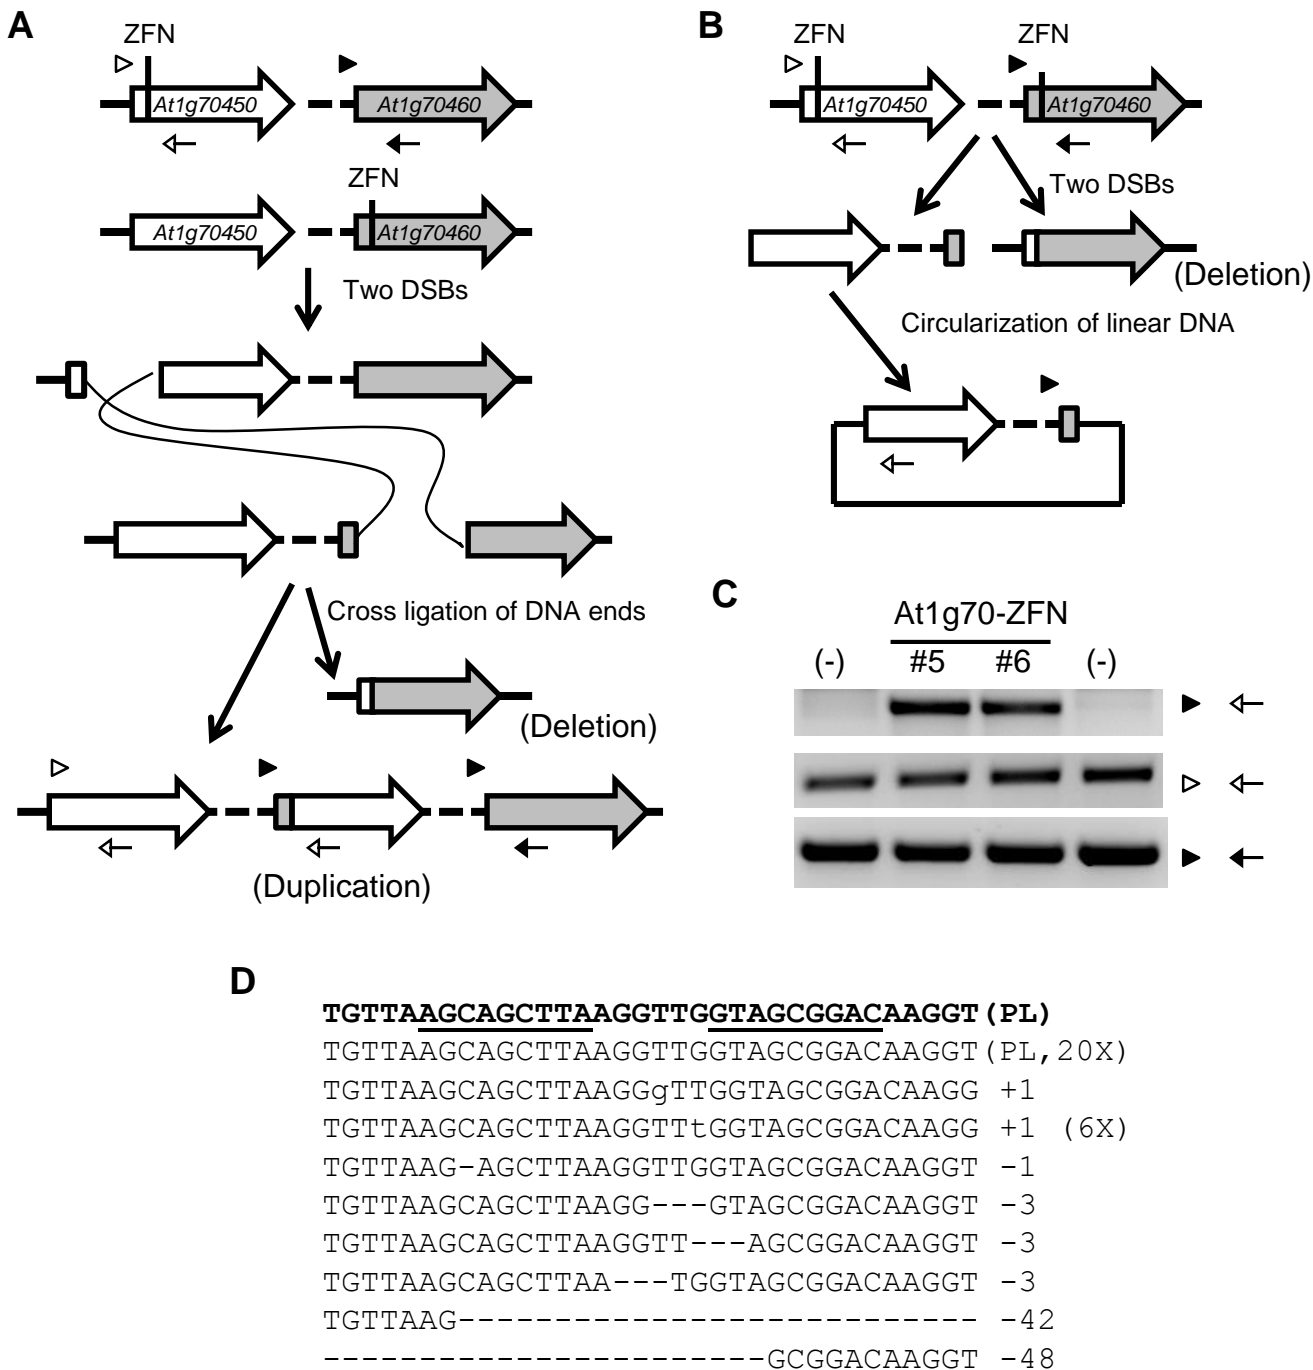 A
ZFN
At1g70450
At1g70460
ZFN
At1g70450
At1g70460
Two DSBs
Cross ligation of DNA ends
(Deletion)
(Duplication)
B
ZFN
ZFN
At1g70450
At1g70460
Two DSBs
(Deletion)
Circularization of linear DNA
C
At1g70-ZFN
(-) #5 #6 (-)
D
TGTTAAGCAGCTTAAGGTTGGTAGCGGACAAGGT(PL)
TGTTAAGCAGCTTAAGGTTGGTAGCGGACAAGGT(PL,20X)
TGTTAAGCAGCTTAAGGgTTGGTAGCGGACAAGG +1
TGTTAAGCAGCTTAAGGTTtGGTAGCGGACAAGG +1 (6X)
TGTTAAG-AGCTTAAGGTTGGTAGCGGACAAGGT -1
TGTTAAGCAGCTTAAGG---GTAGCGGACAAGGT -3
TGTTAAGCAGCTTAAGGTT---AGCGGACAAGGT -3
TGTTAAGCAGCTTAA---TGGTAGCGGACAAGGT -3
TGTTAAG--------------------------- -42
-----------------------GCGGACAAGGT -48